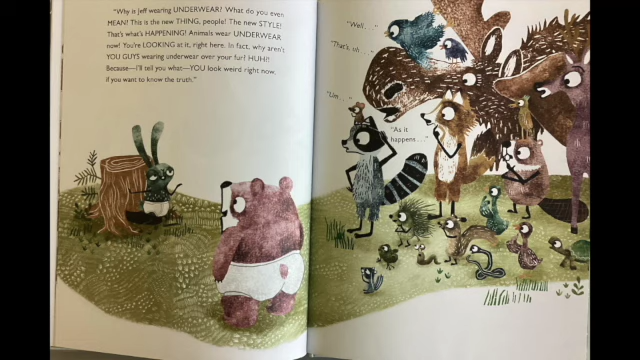 "Why is Jeff wearing UNDERWEAR? What do you even
MEAN? This is the new THING, people! The new STYLE!
That's what's HAPPENING! Animals wear UNDERWEAR
now! You're LOOKING at it, right here. In fact, why aren't
YOU GUYS wearing underwear over your fur? HUH?!
Because—I'll tell you what—YOU look weird right now,
if you want to know the truth."
"Well. . ."
"That's, uh . . ."
"Um. . ."
"As it
happens. . . ."